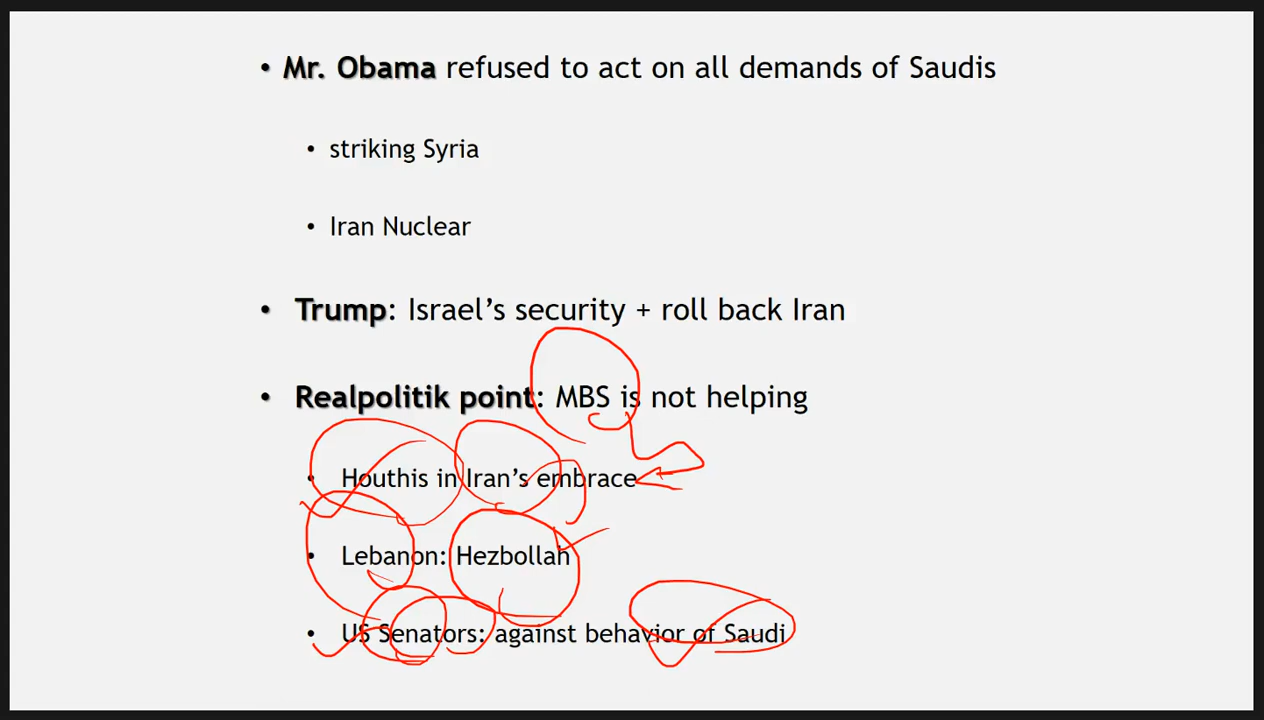 • Mr. Obama refused to act on all demands of Saudis
• striking Syria
• Iran Nuclear
• Trump: Israel’s security + roll back Iran
• Realpolitik point: MBS is not helping
• Houthis in Iran’s embrace
• Lebanon: Hezbollah
• US Senators: against behavior of Saudi